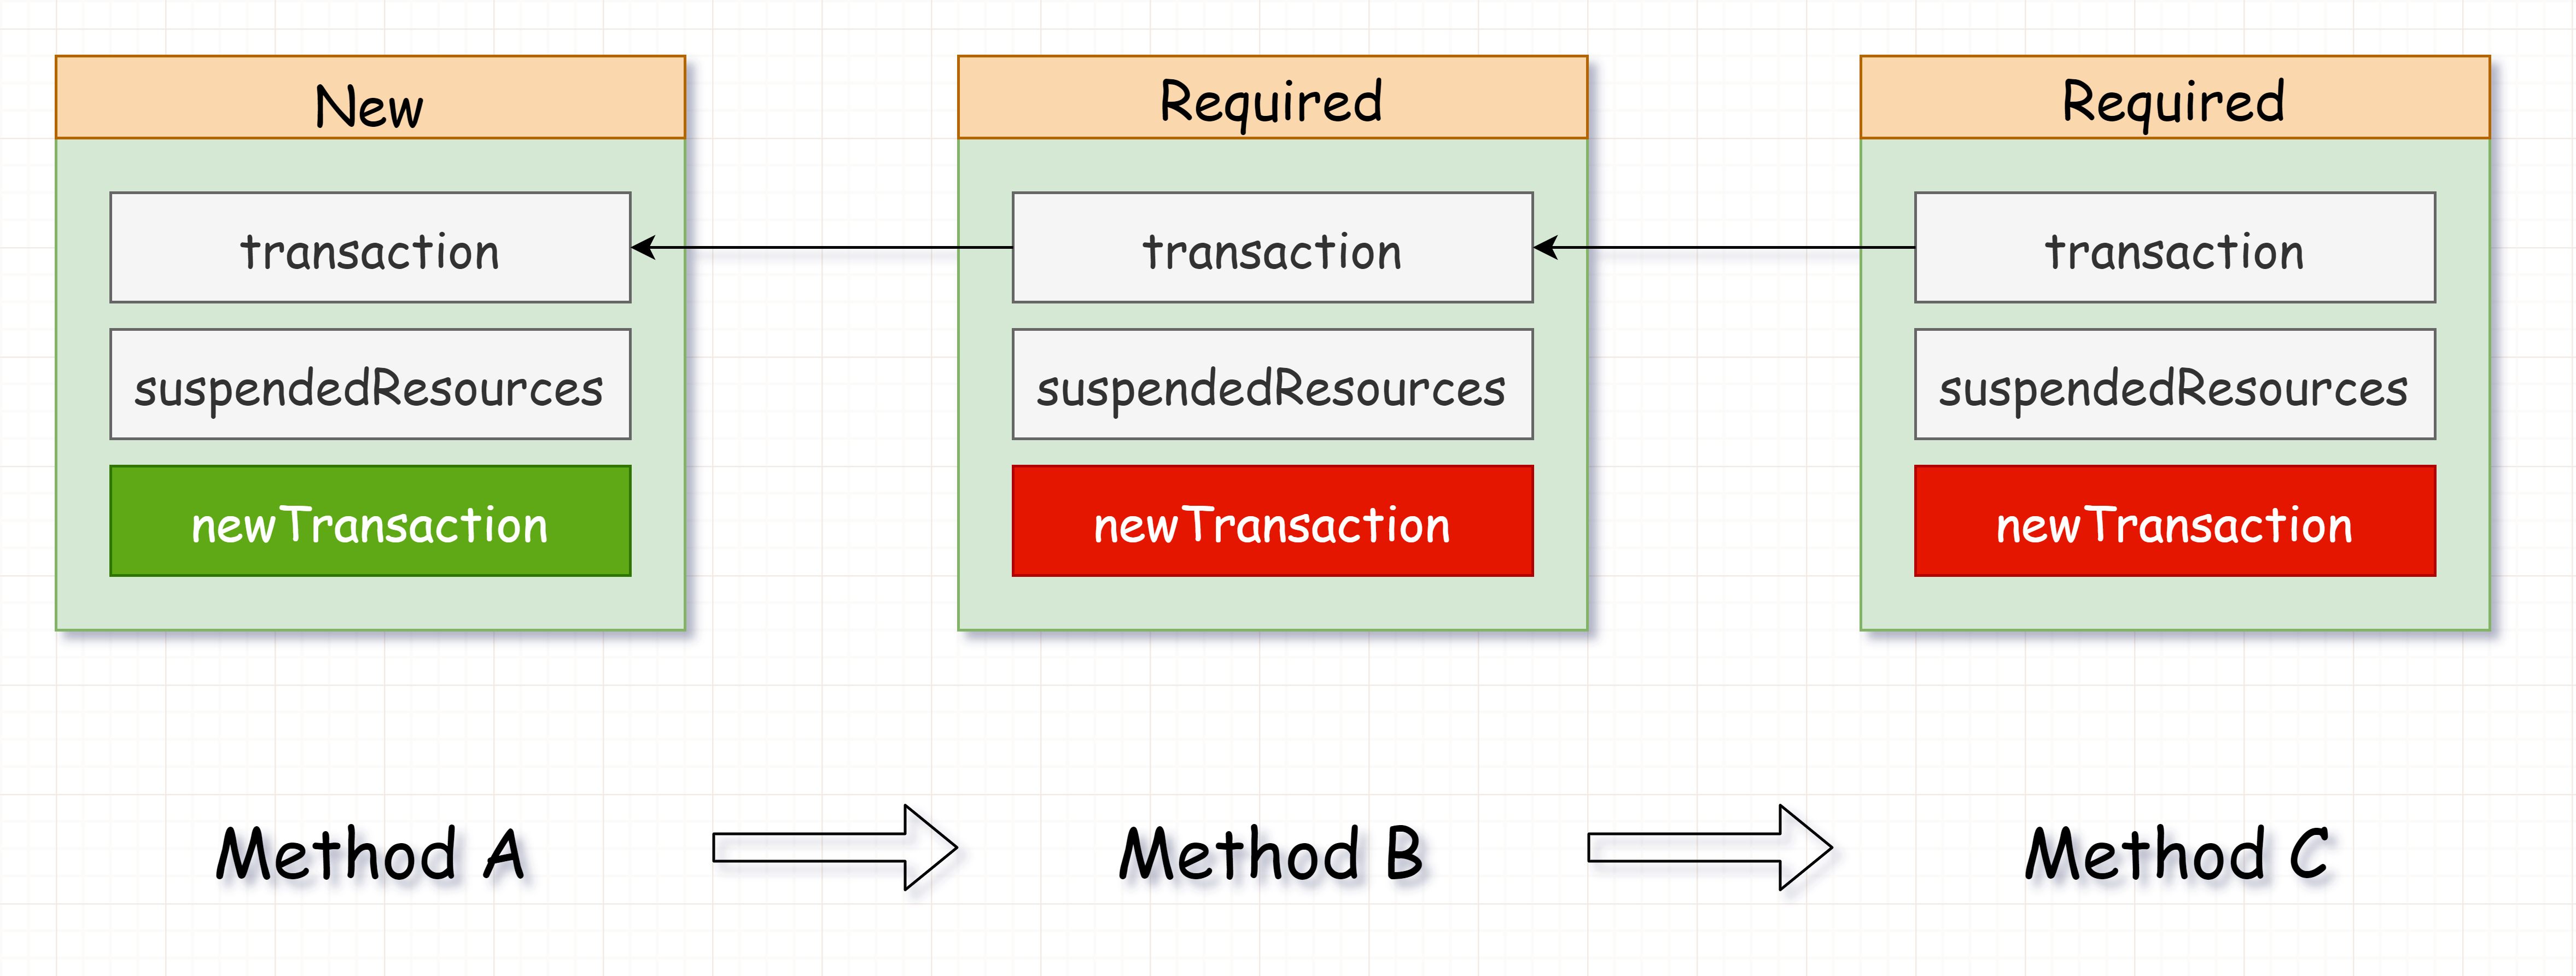 New
Required
Required
transaction
transaction
transaction
suspendedResources
suspendedResources
suspendedResources
newTransaction
newTransaction
newTransaction
Method A
Method B
Method C